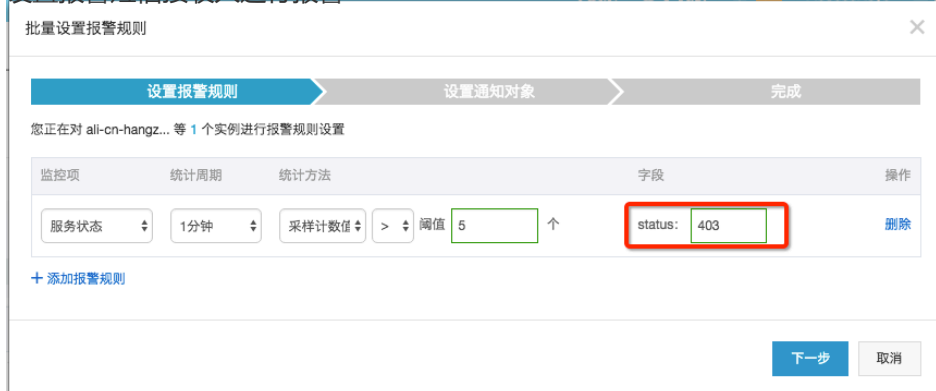 批量设置报警规则
设置报警规则 设置通知对象 完成
您正在对 ali-cn-hangz... 等 1 个实例进行报警规则设置
监控项 统计周期 统计方法 字段 操作
服务状态 1分钟 采样计数值 > 阈值 5 个 status: 403 删除
+ 添加报警规则
下一步 取消